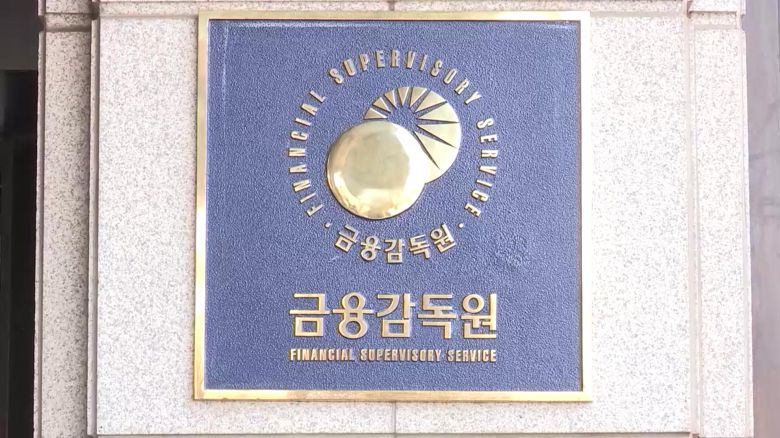 FINANCIAL SUPERVISORY SERVICE
· 금융감독원 ·
금융감독원
FINANCIAL SUPERVISORY SERVICE